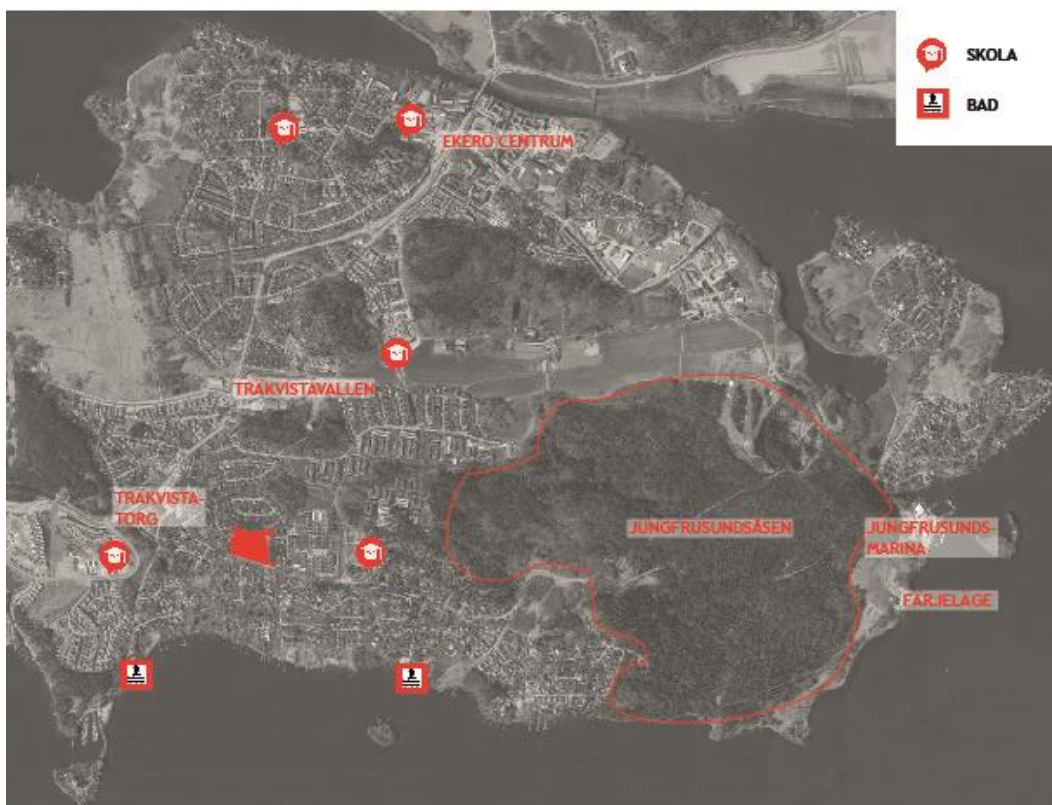 SKOLA
BAD
EKERÖ CENTRUM
TRÄKVISTAVALLEN
TRÄKVISTA-
TORG
JUNGFRUSUNDSÅSEN
JUNGFRUSUNDS-
MARINA
FÄRJELÄGE